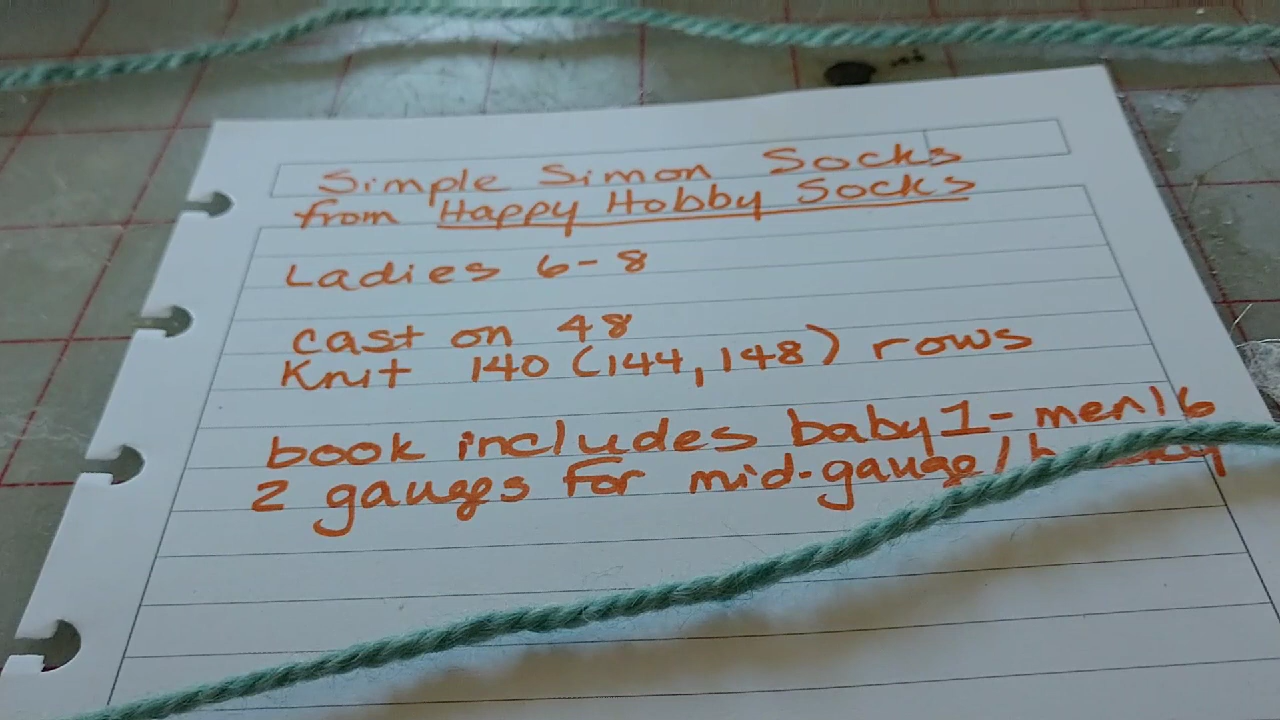 Simple Simon Socks
from Happy Hobby Socks
Ladies 6-8
cast on 48
Knit 140 (144, 148) rows
book includes baby 1 - men 16
2 gauges for mid-gauge/